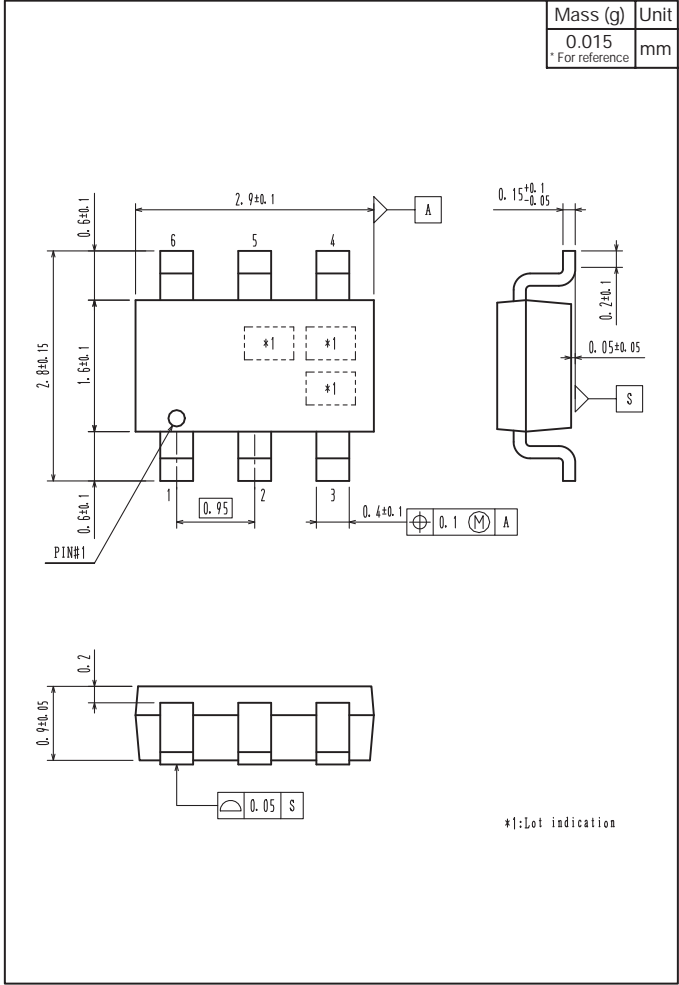 Mass (g) Unit
0.015 mm
* For reference
2.9±0.1 A
0.6±0.1
6 5 4
2.8±0.15
1.6±0.1
*1 *1
*1
0.6±0.1
1 2 3
0.95
0.4±0.1 ⌖ 0.1 Ⓜ A
PIN#1
0.15+0.1
-0.05
0.2±0.1
0.05±0.05
S
0.2
0.9±0.05
⌓ 0.05 S
*1:Lot indication